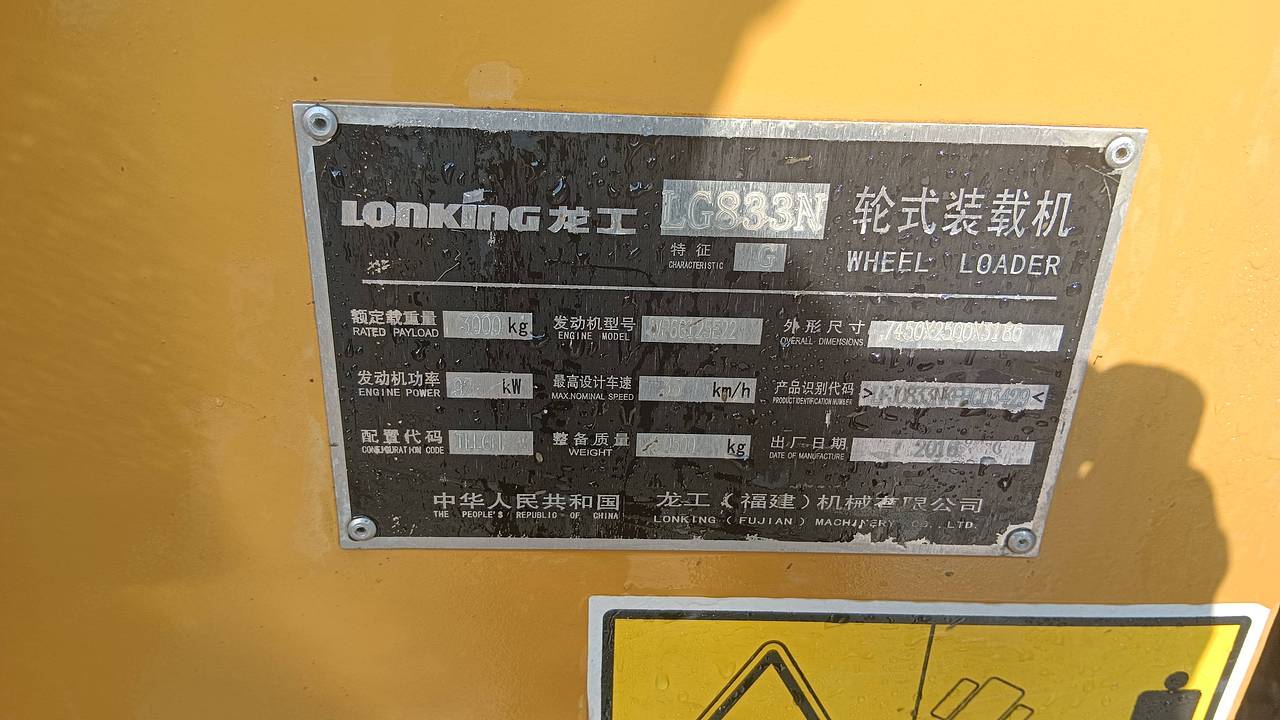 LONKING 龙工 LG833N 轮式装载机
特征 G
CHARACTERISTIC
WHEEL LOADER
额定载重量 3000 kg 发动机型号 外形尺寸 7450X2500X3180
RATED PAYLOAD ENGINE MODEL OVERALL DIMENSIONS
发动机功率 kW 最高设计车速 km/h 产品识别代码
ENGINE POWER MAX.NOMINAL SPEED PRODUCT IDENTIFICATION NUMBER
配置代码 整备质量 kg 出厂日期 2016
CONFIGURATION CODE WEIGHT DATE OF MANUFACTURE
中华人民共和国 龙工(福建)机械有限公司
THE PEOPLE'S REPUBLIC OF CHINA LONKING (FUJIAN) MACHINERY CO.,LTD.